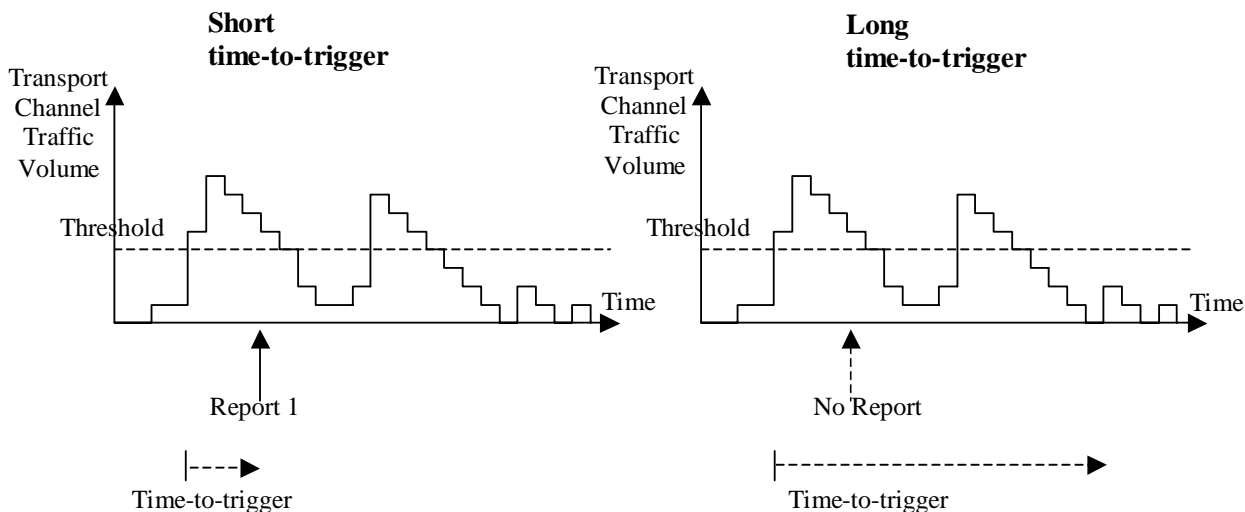 Short
time-to-trigger
Transport
Channel
Traffic
Volume
Threshold
Time
Report 1
Time-to-trigger
Long
time-to-trigger
Transport
Channel
Traffic
Volume
Threshold
Time
No Report
Time-to-trigger